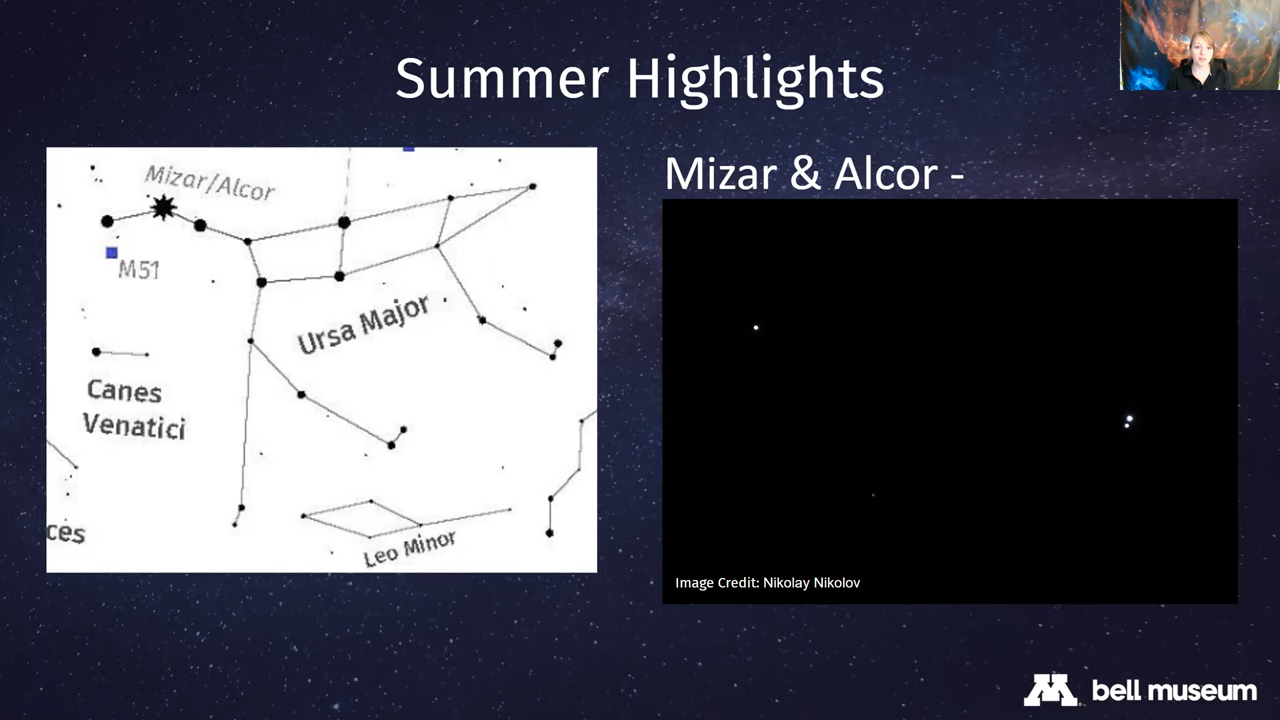 Summer Highlights
Mizar/Alcor
M51
Ursa Major
Canes
Venatici
ces
Leo Minor
Mizar & Alcor -
Image Credit: Nikolay Nikolov
M bell museum